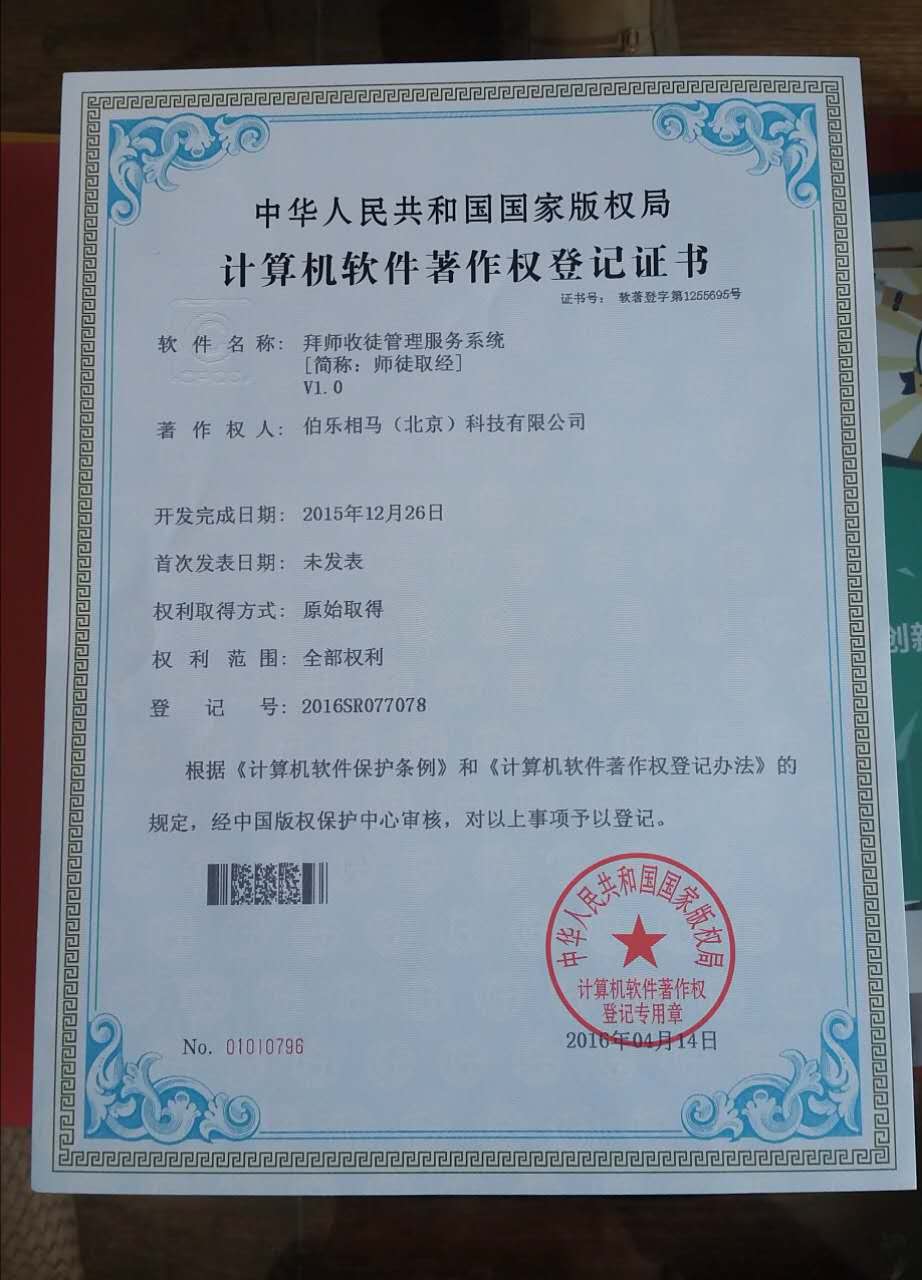 中华人民共和国国家版权局
计算机软件著作权登记证书
证书号： 软著登字第1255695号
软件名称： 拜师收徒管理服务系统
[简称：师徒取经]
V1.0
著作权人： 伯乐相马（北京）科技有限公司
开发完成日期： 2015年12月26日
首次发表日期： 未发表
权利取得方式： 原始取得
权利范围： 全部权利
登记号： 2016SR077078
根据《计算机软件保护条例》和《计算机软件著作权登记办法》的
规定，经中国版权保护中心审核，对以上事项予以登记。
中华人民共和国国家版权局
计算机软件著作权
登记专用章
2016年04月14日
No. 01010796
创新